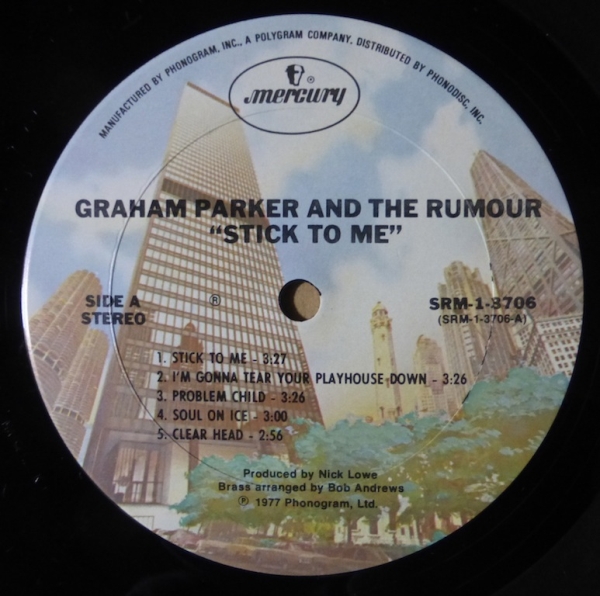 MANUFACTURED BY PHONOGRAM, INC., A POLYGRAM COMPANY. DISTRIBUTED BY PHONODISC, INC.
®
mercury
GRAHAM PARKER AND THE RUMOUR
“STICK TO ME”
SIDE A
STEREO
®
SRM-1-3706
(SRM-1-3706-A)
1. STICK TO ME - 3:27
2. I'M GONNA TEAR YOUR PLAYHOUSE DOWN - 3:26
3. PROBLEM CHILD - 3:26
4. SOUL ON ICE - 3:00
5. CLEAR HEAD - 2:56
Produced by Nick Lowe
Brass arranged by Bob Andrews
℗ 1977 Phonogram, Ltd.